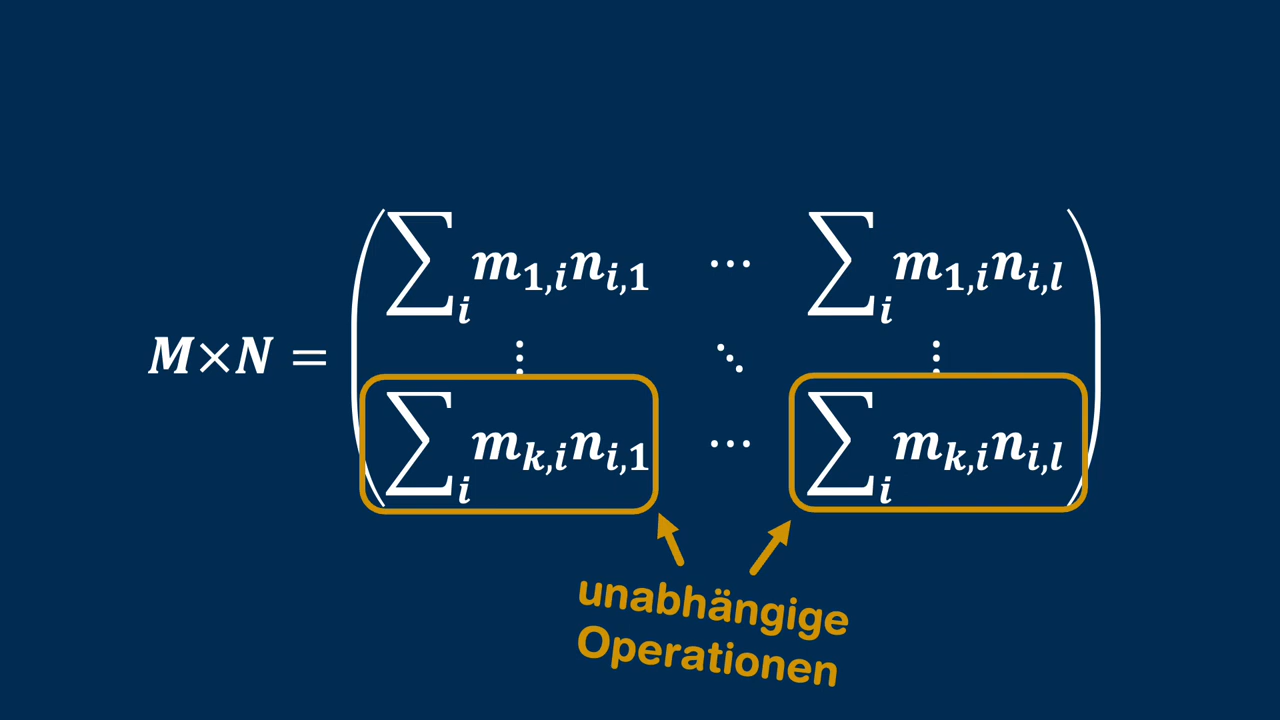 ∑ᵢ m₁,ᵢnᵢ,₁ ⋯ ∑ᵢ m₁,ᵢnᵢ,ₗ
M×N = ⋮ ⋱ ⋮
∑ᵢ mₖ,ᵢnᵢ,₁ ⋯ ∑ᵢ mₖ,ᵢnᵢ,ₗ
unabhängige
Operationen